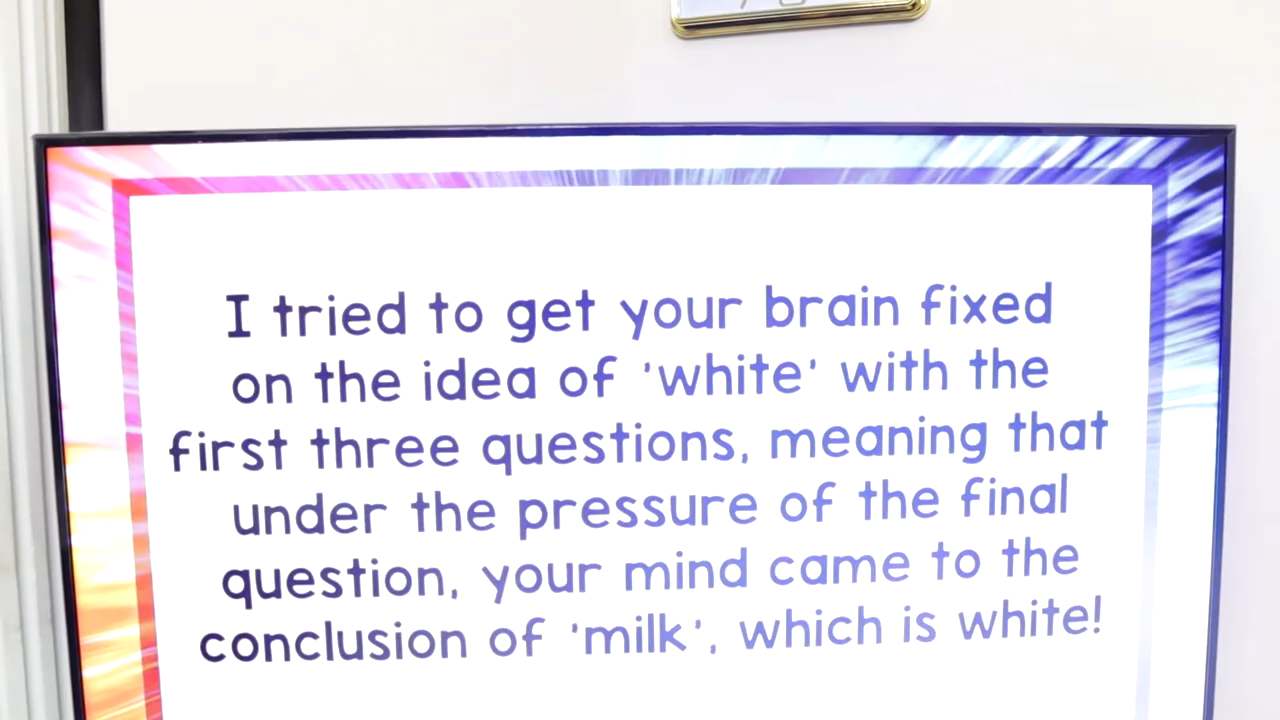 I tried to get your brain fixed
on the idea of 'white' with the
first three questions, meaning that
under the pressure of the final
question, your mind came to the
conclusion of 'milk', which is white!